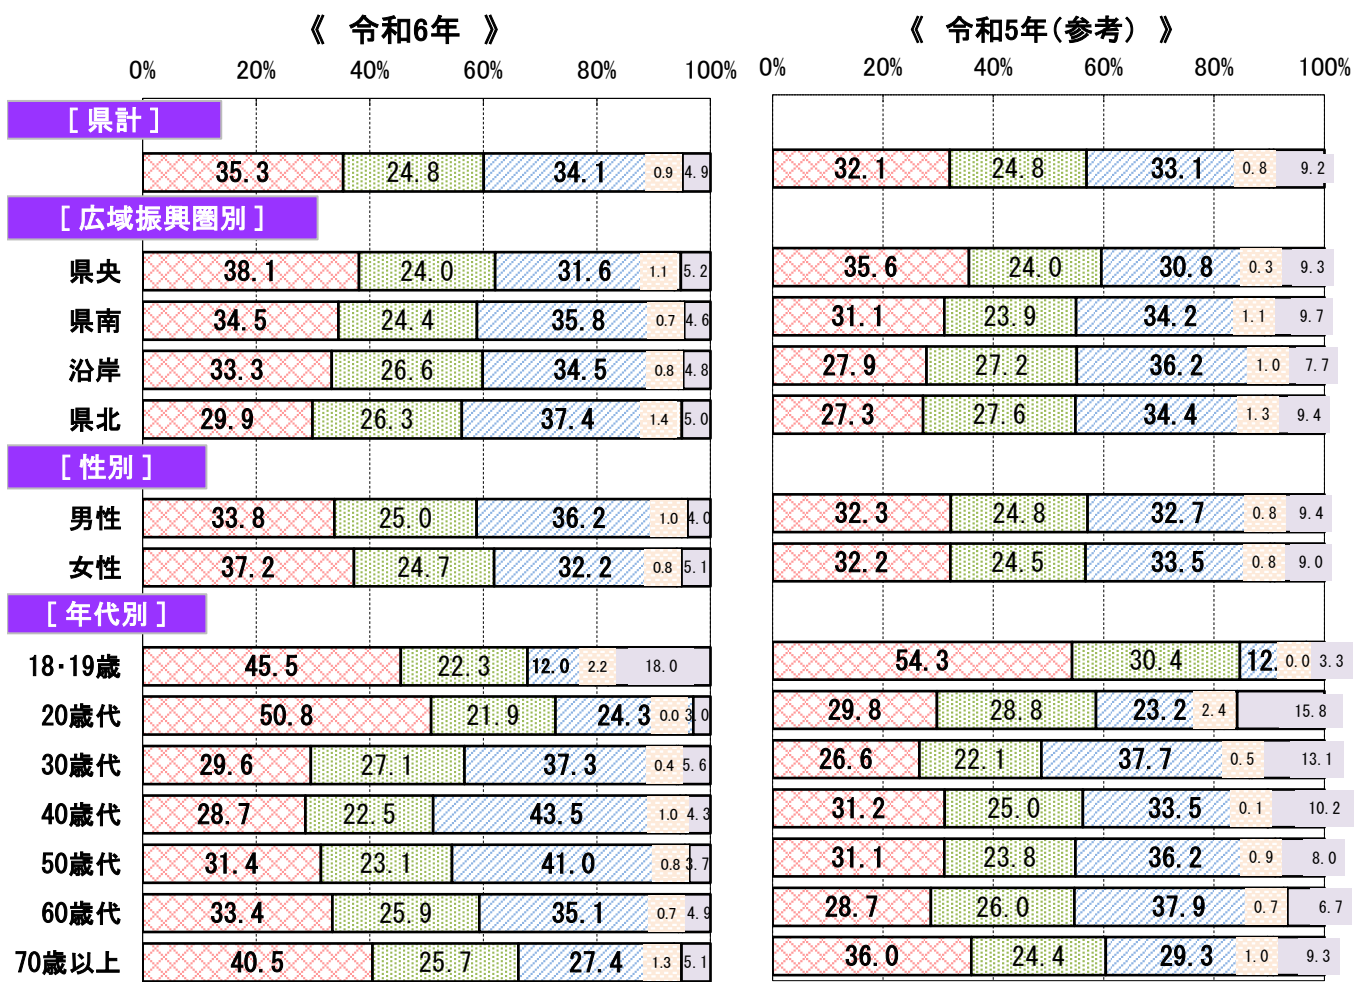 《 令和6年 》 《 令和5年(参考) 》
0% 20% 40% 60% 80% 100% 0% 20% 40% 60% 80% 100%
[ 県計 ]
35.3 24.8 34.1 0.9 4.9 32.1 24.8 33.1 0.8 9.2
[ 広域振興圏別 ]
県央 38.1 24.0 31.6 1.1 5.2 35.6 24.0 30.8 0.3 9.3
県南 34.5 24.4 35.8 0.7 4.6 31.1 23.9 34.2 1.1 9.7
沿岸 33.3 26.6 34.5 0.8 4.8 27.9 27.2 36.2 1.0 7.7
県北 29.9 26.3 37.4 1.4 5.0 27.3 27.6 34.4 1.3 9.4
[ 性別 ]
男性 33.8 25.0 36.2 1.0 4.0 32.3 24.8 32.7 0.8 9.4
女性 37.2 24.7 32.2 0.8 5.1 32.2 24.5 33.5 0.8 9.0
[ 年代別 ]
18・19歳 45.5 22.3 12.0 2.2 18.0 54.3 30.4 12. 0.0 3.3
20歳代 50.8 21.9 24.3 0.0 3.0 29.8 28.8 23.2 2.4 15.8
30歳代 29.6 27.1 37.3 0.4 5.6 26.6 22.1 37.7 0.5 13.1
40歳代 28.7 22.5 43.5 1.0 4.3 31.2 25.0 33.5 0.1 10.2
50歳代 31.4 23.1 41.0 0.8 3.7 31.1 23.8 36.2 0.9 8.0
60歳代 33.4 25.9 35.1 0.7 4.9 28.7 26.0 37.9 0.7 6.7
70歳以上 40.5 25.7 27.4 1.3 5.1 36.0 24.4 29.3 1.0 9.3